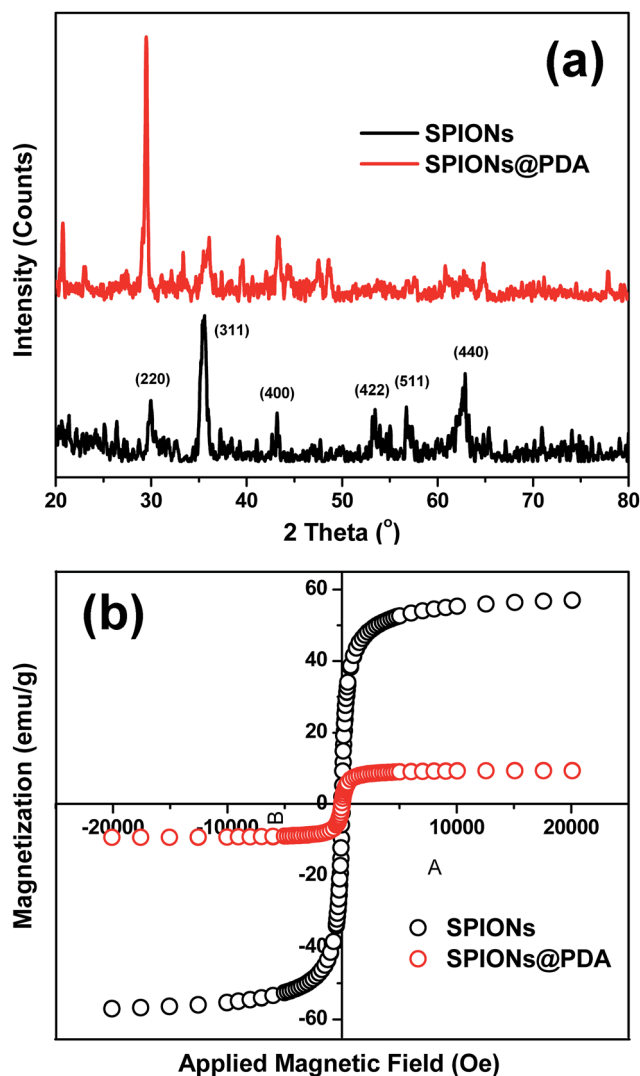 (a)
SPIONs
SPIONs@PDA
Intensity (Counts)
(220)
(311)
(400)
(422)
(511)
(440)
20 30 40 50 60 70 80
2 Theta (°)
(b)
Magnetization (emu/g)
60
40
20
0
-20
-40
-60
-20000 -10000 0 10000 20000
B
A
SPIONs
SPIONs@PDA
Applied Magnetic Field (Oe)